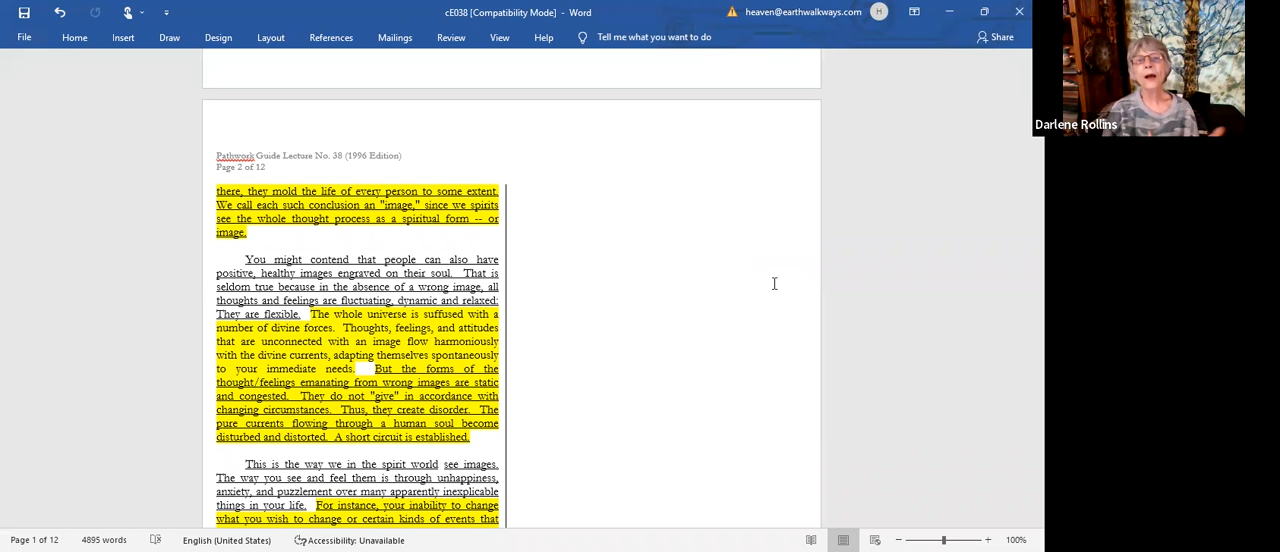 cE038 [Compatibility Mode] - Word
heaven@earthwalkways.com
H
File Home Insert Draw Design Layout References Mailings Review View Help Tell me what you want to do Share
Darlene Rollins
Pathwork Guide Lecture No. 38 (1996 Edition)
Page 2 of 12
there, they mold the life of every person to some extent.
We call each such conclusion an "image," since we spirits
see the whole thought process as a spiritual form -- or
image.
You might contend that people can also have
positive, healthy images engraved on their soul. That is
seldom true because in the absence of a wrong image, all
thoughts and feelings are fluctuating, dynamic and relaxed:
They are flexible. The whole universe is suffused with a
number of divine forces. Thoughts, feelings, and attitudes
that are unconnected with an image flow harmoniously
with the divine currents, adapting themselves spontaneously
to your immediate needs. But the forms of the
thought/feelings emanating from wrong images are static
and congested. They do not "give" in accordance with
changing circumstances. Thus, they create disorder. The
pure currents flowing through a human soul become
disturbed and distorted. A short circuit is established.
This is the way we in the spirit world see images.
The way you see and feel them is through unhappiness,
anxiety, and puzzlement over many apparently inexplicable
things in your life. For instance, your inability to change
what you wish to change or certain kinds of events that
Page 1 of 12 4895 words English (United States) Accessibility: Unavailable 100%